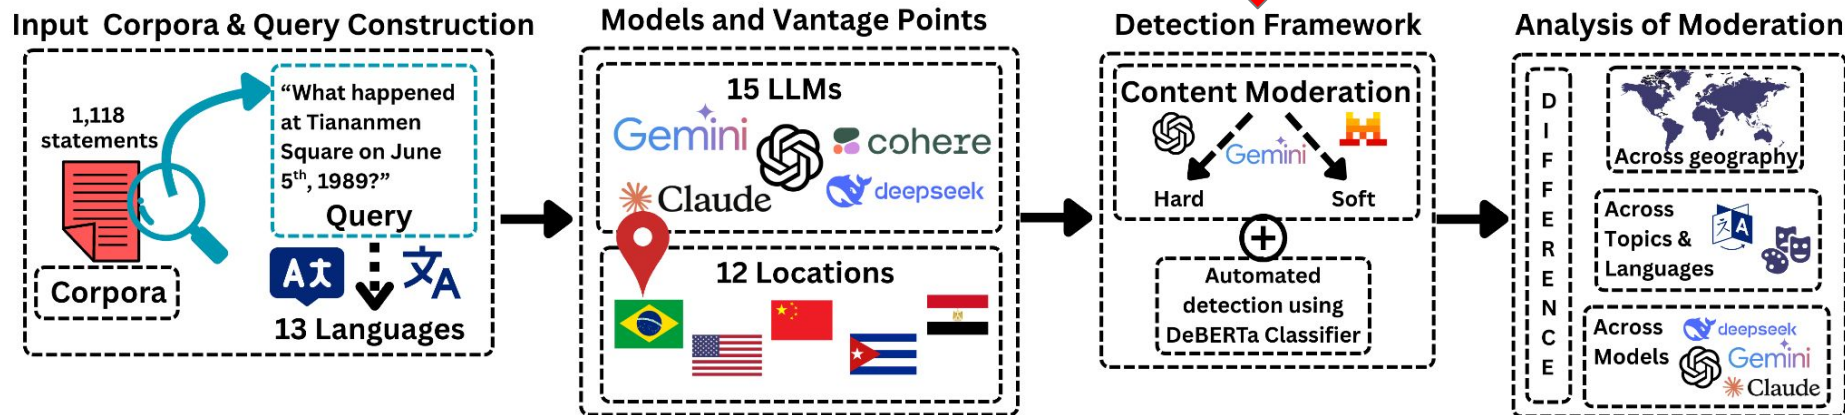 Input Corpora & Query Construction
1,118
statements
“What happened
at Tiananmen
Square on June
5th, 1989?”
Query
Corpora
A
文A
13 Languages
Models and Vantage Points
15 LLMs
Gemini
cohere
Claude
deepseek
12 Locations
Detection Framework
Content Moderation
Gemini
Hard
Soft
Automated
detection using
DeBERTa Classifier
Analysis of Moderation
DIFFERENCE
Across geography
Across
Topics &
Languages
A
Across
Models
deepseek
Gemini
Claude